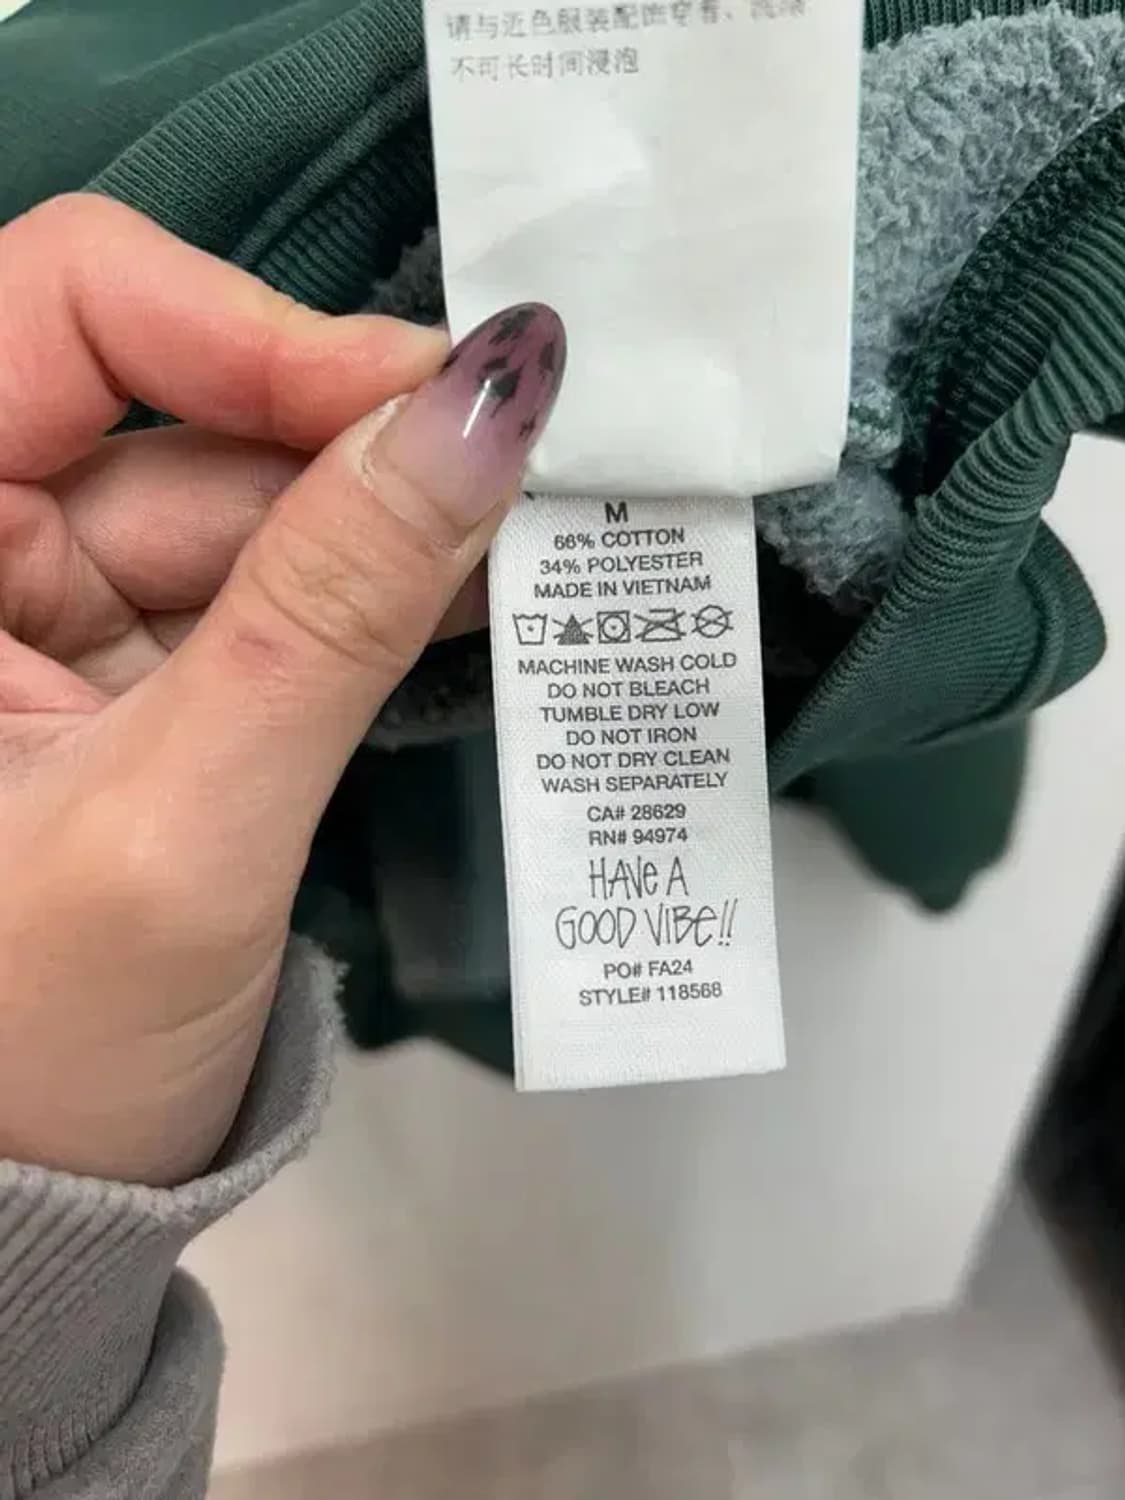 请与近色服装配饰穿着、洗涤
不可长时间浸泡
M
66% COTTON
34% POLYESTER
MADE IN VIETNAM
MACHINE WASH COLD
DO NOT BLEACH
TUMBLE DRY LOW
DO NOT IRON
DO NOT DRY CLEAN
WASH SEPARATELY
CA# 28629
RN# 94974
HAVe A
GOOD VIBe!!
PO# FA24
STYLE# 118568